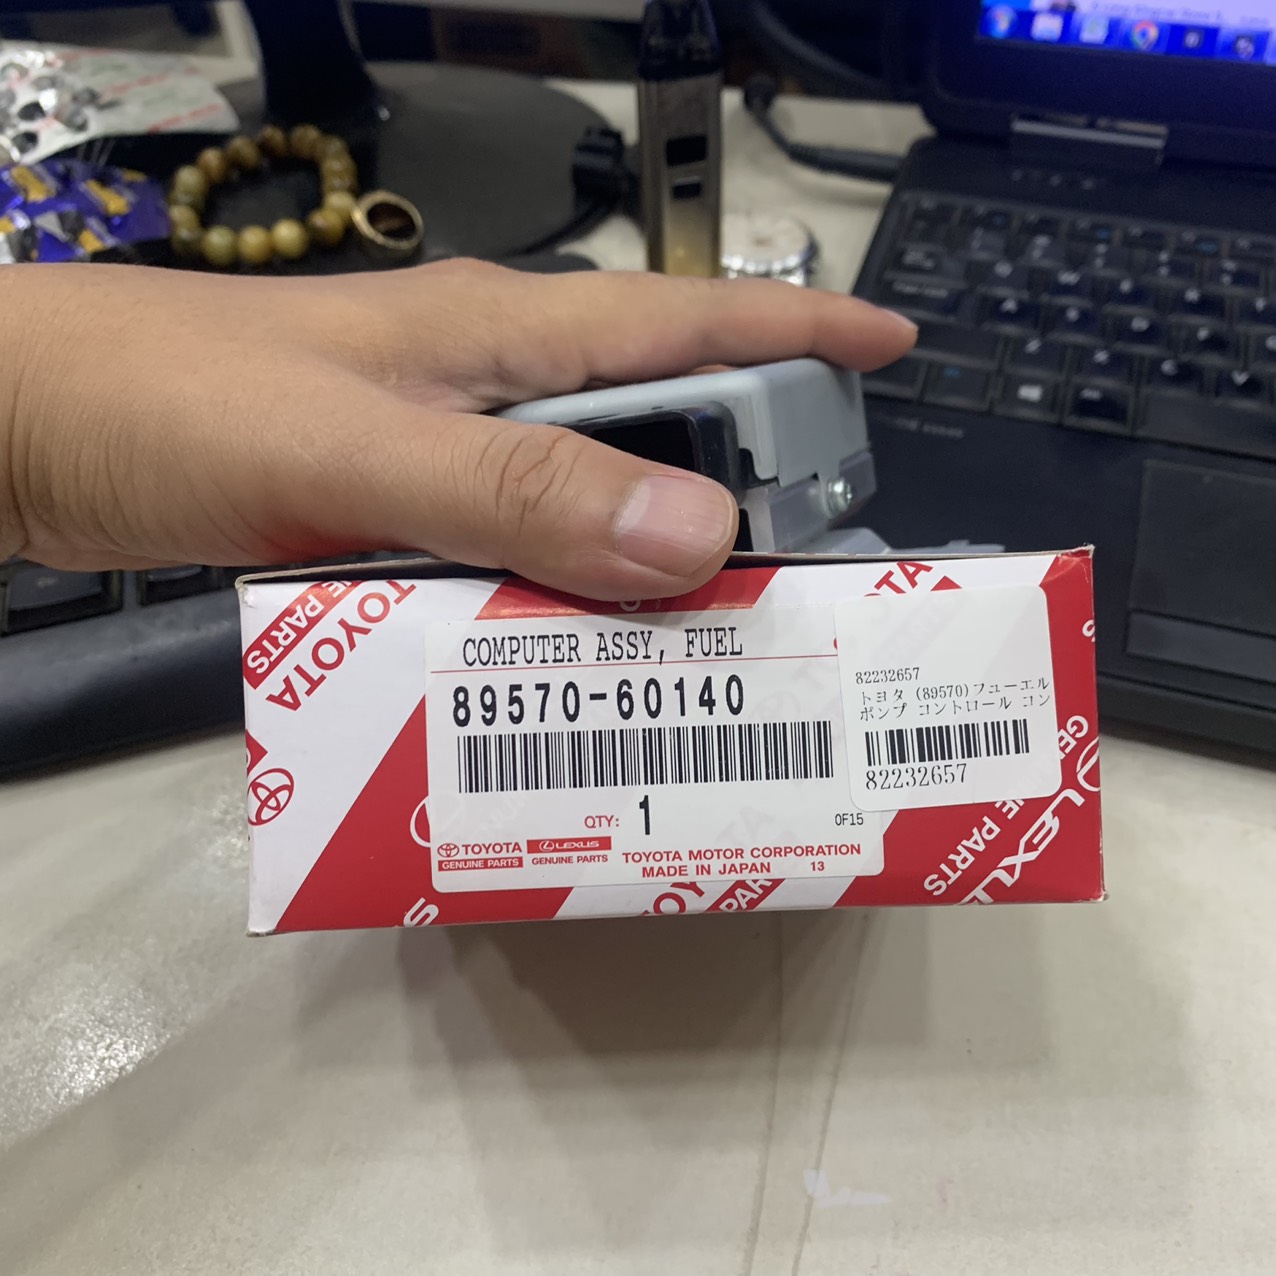 TOYOTA
GENUINE PARTS
COMPUTER ASSY, FUEL
89570-60140
QTY: 1
0F15
TOYOTA
GENUINE PARTS
LEXUS
GENUINE PARTS
TOYOTA MOTOR CORPORATION
MADE IN JAPAN 13
82232657
トヨタ (89570)フューエル
ポンプ コントロール コン
82232657
LEXUS
PARTS